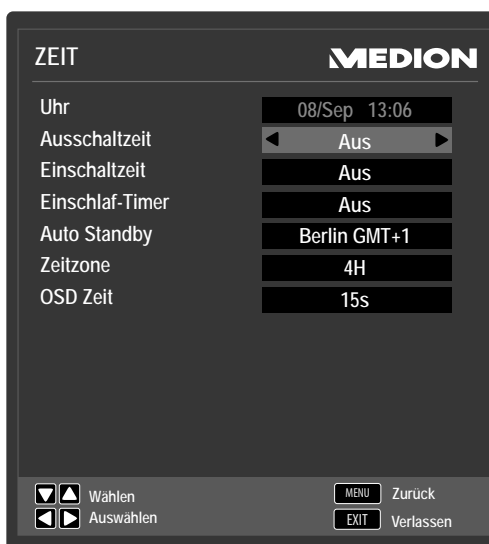 ZEIT MEDION
Uhr 08/Sep 13:06
Ausschaltzeit Aus
Einschaltzeit Aus
Einschlaf-Timer Aus
Auto Standby Berlin GMT+1
Zeitzone 4H
OSD Zeit 15s
Wählen MENU Zurück
Auswählen EXIT Verlassen